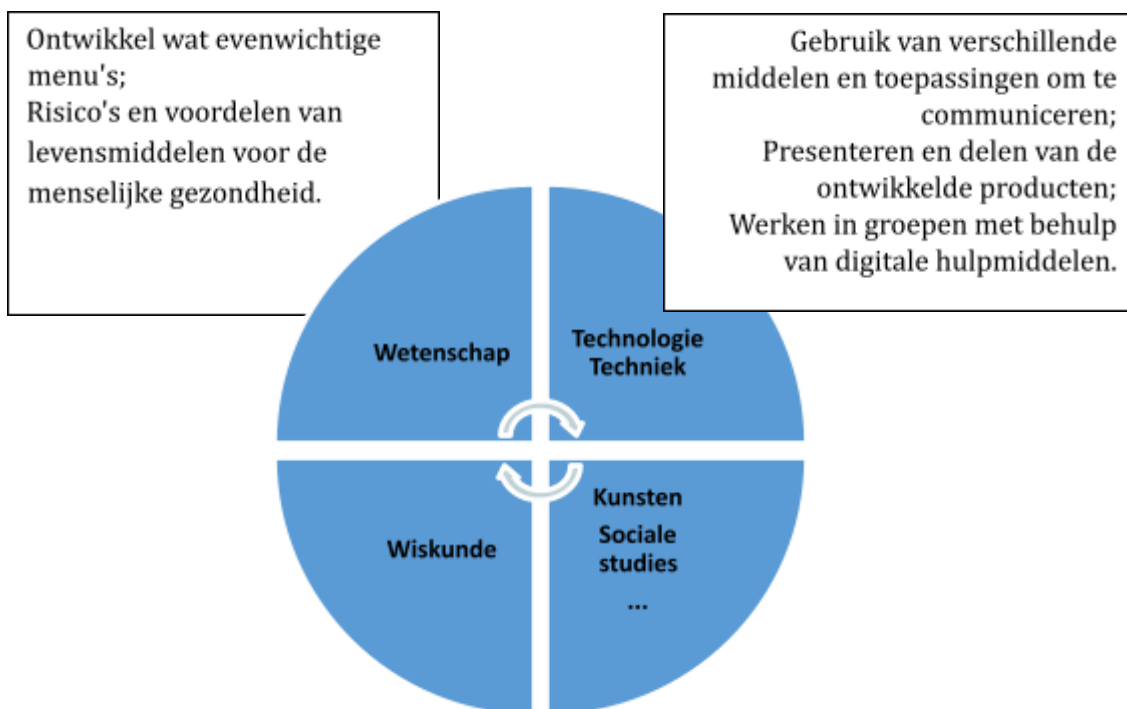 Ontwikkel wat evenwichtige
menu's;
Risico's en voordelen van
levensmiddelen voor de
menselijke gezondheid.
Gebruik van verschillende
middelen en toepassingen om te
communiceren;
Presenteren en delen van de
ontwikkelde producten;
Werken in groepen met behulp
van digitale hulpmiddelen.
Wetenschap
Technologie
Techniek
Wiskunde
Kunsten
Sociale
studies
...